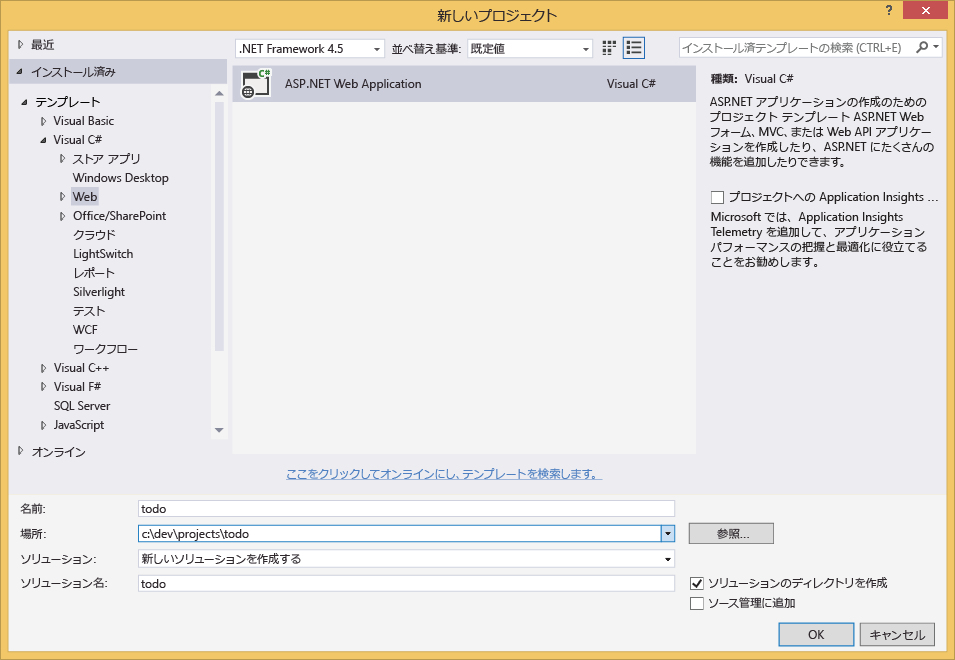 新しいプロジェクト
?
最近
インストール済み
テンプレート
Visual Basic
Visual C#
ストア アプリ
Windows Desktop
Web
Office/SharePoint
クラウド
LightSwitch
レポート
Silverlight
テスト
WCF
ワークフロー
Visual C++
Visual F#
SQL Server
JavaScript
オンライン
.NET Framework 4.5
並べ替え基準:
既定値
C#
ASP.NET Web Application
Visual C#
ここをクリックしてオンラインにし、テンプレートを検索します。
インストール済テンプレートの検索 (CTRL+E)
種類: Visual C#
ASP.NET アプリケーションの作成のための
プロジェクト テンプレート ASP.NET Web
フォーム、MVC、または Web API アプリケー
ションを作成したり、ASP.NET にたくさんの
機能を追加したりできます。
プロジェクトへの Application Insights ...
Microsoft では、Application Insights
Telemetry を追加して、アプリケーション
パフォーマンスの把握と最適化に役立てる
ことをお勧めします。
名前:
todo
場所:
c:\dev\projects\todo
参照...
ソリューション:
新しいソリューションを作成する
ソリューション名:
todo
ソリューションのディレクトリを作成
ソース管理に追加
OK
キャンセル